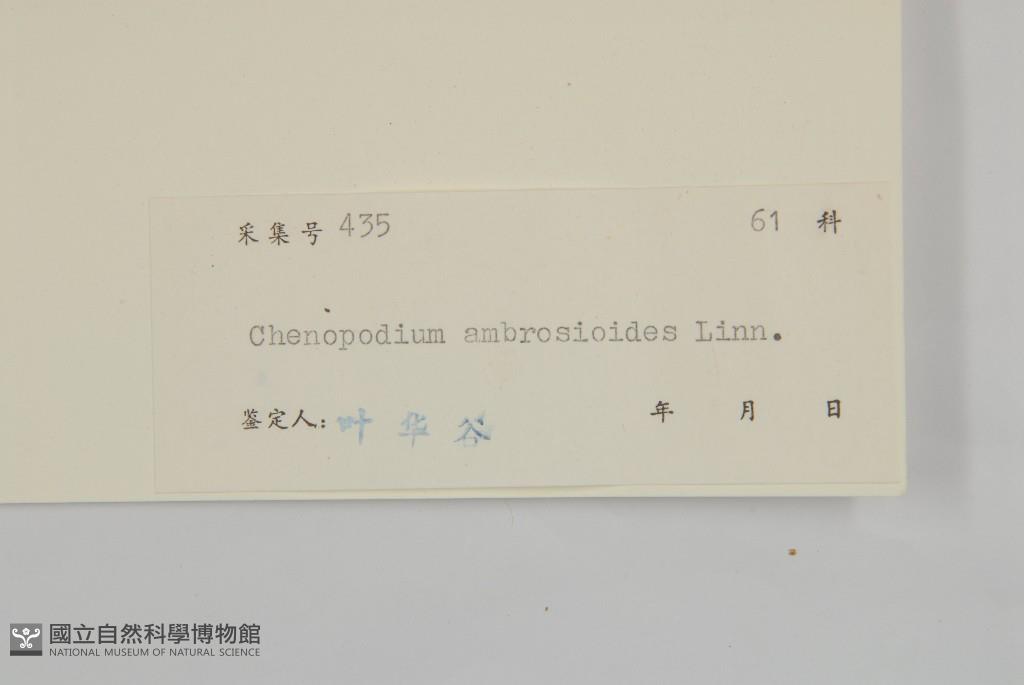 采集号 435 61 科
Chenopodium ambrosioides Linn.
鉴定人: 叶华谷 年 月 日
國立自然科學博物館
NATIONAL MUSEUM OF NATURAL SCIENCE